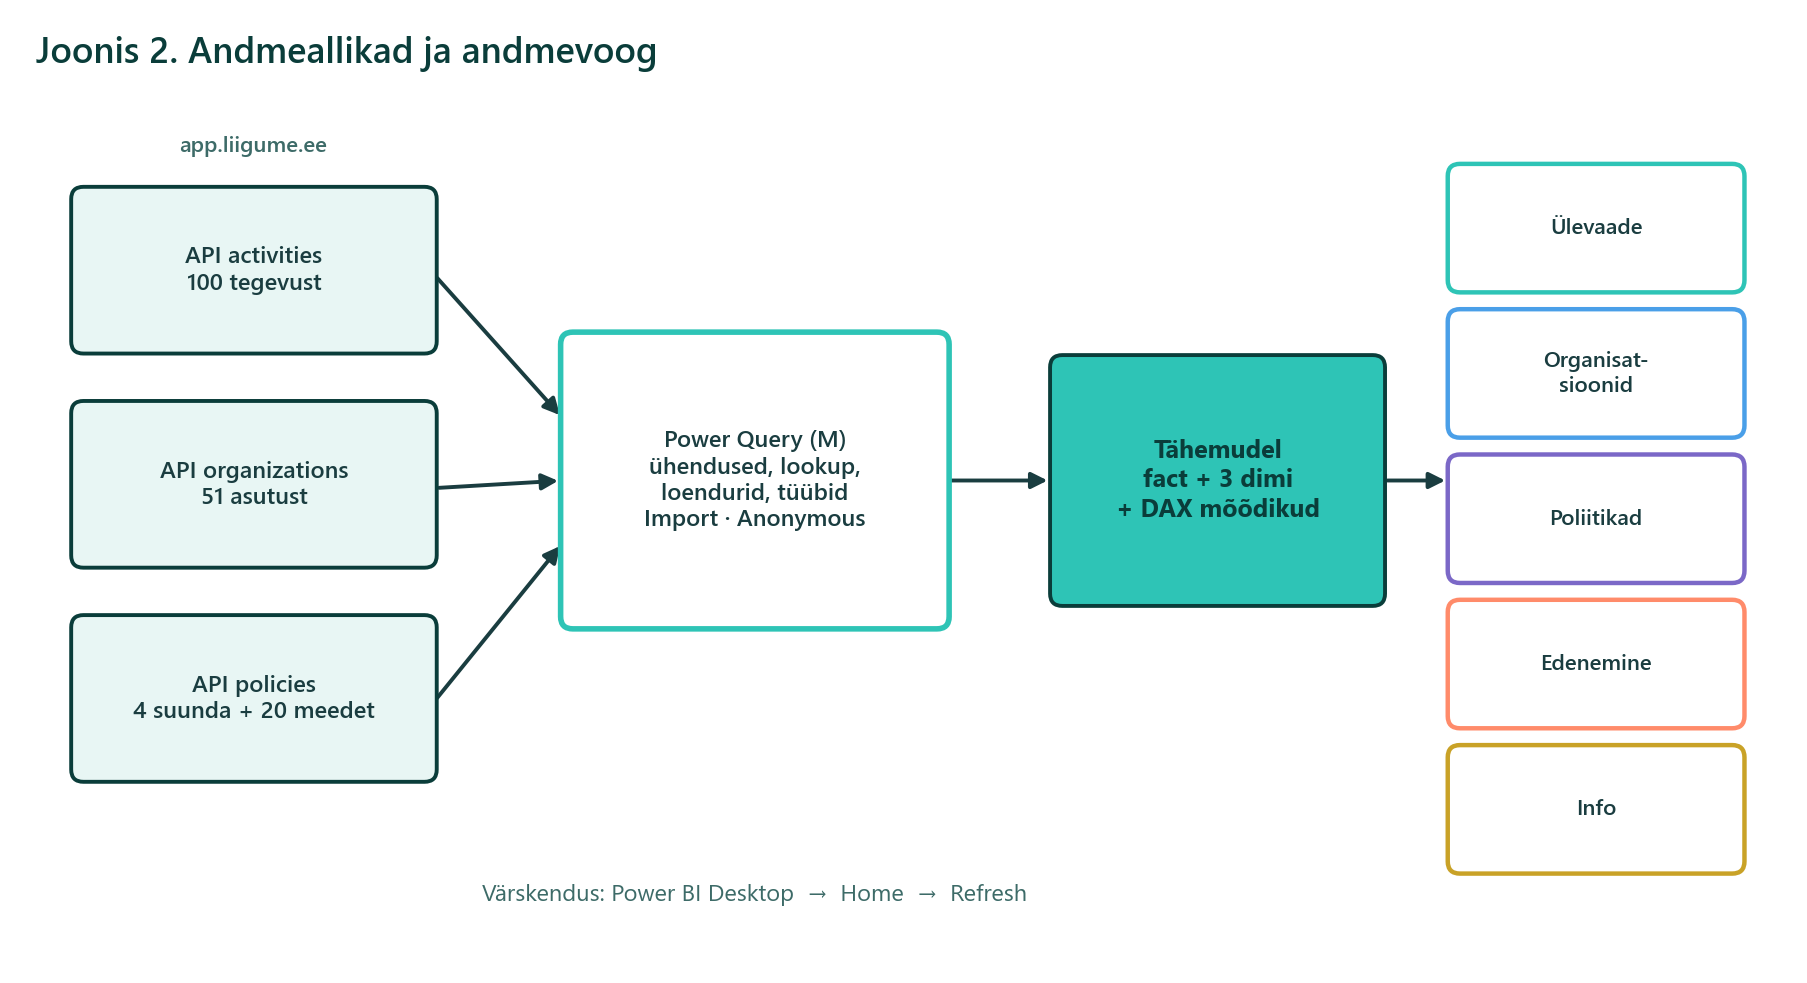 Joonis 2. Andmeallikad ja andmevoog
app.liigume.ee
API activities
100 tegevust
API organizations
51 asutust
API policies
4 suunda + 20 meedet
Power Query (M)
ühendused, lookup,
loendurid, tüübid
Import · Anonymous
Tähemudel
fact + 3 dimi
+ DAX mõõdikud
Ülevaade
Organisat-
sioonid
Poliitikad
Edenemine
Info
Värskendus: Power BI Desktop → Home → Refresh